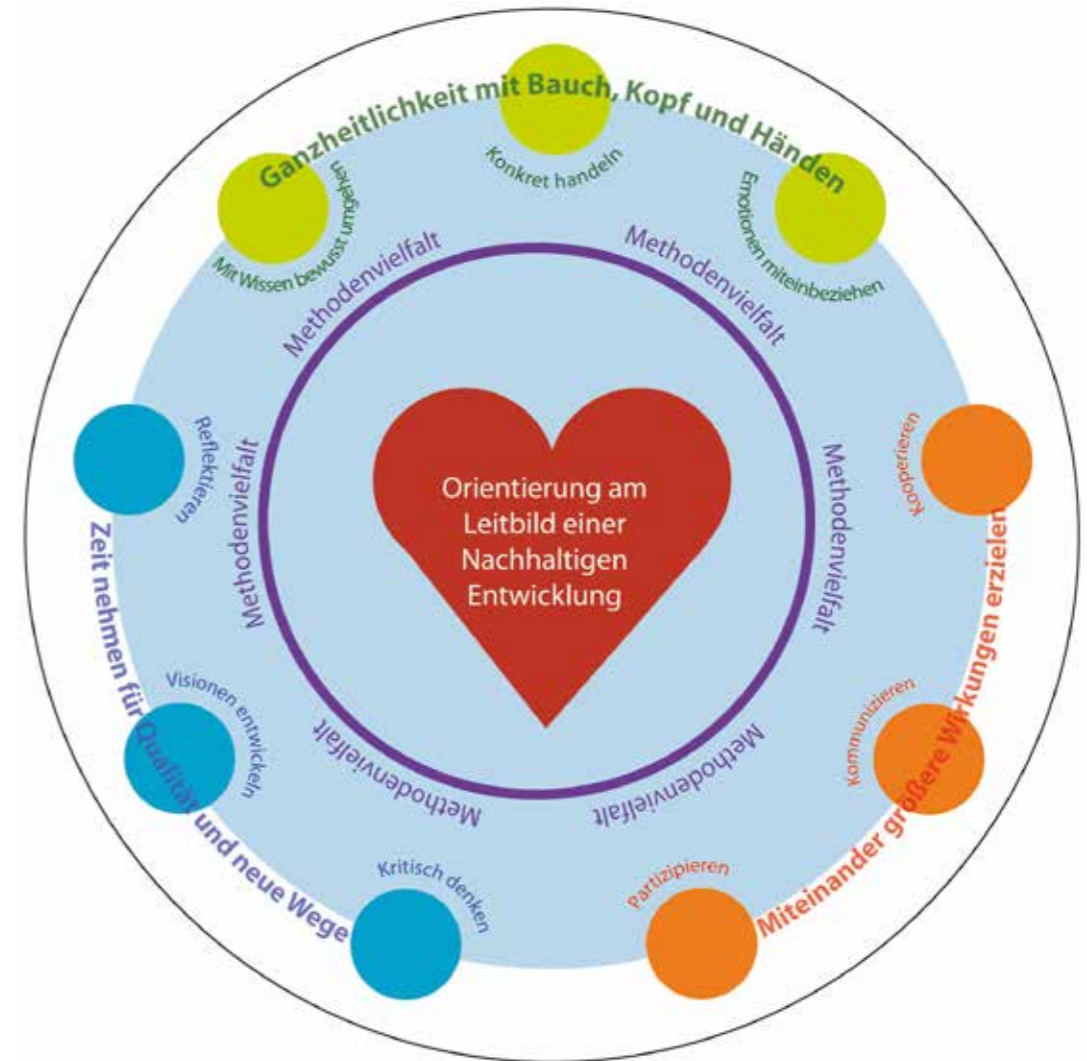 Ganzheitlichkeit mit Bauch, Kopf und Händen
Mit Wissen bewusst umgehen
Konkret handeln
Emotionen miteinbeziehen
Methodenvielfalt
Methodenvielfalt
Methodenvielfalt
Methodenvielfalt
Methodenvielfalt
Methodenvielfalt
Orientierung am
Leitbild einer
Nachhaltigen
Entwicklung
Zeit nehmen für Qualität und neue Wege
Reflektieren
Visionen entwickeln
Kritisch denken
Miteinander größere Wirkungen erzielen
Kooperieren
Kommunizieren
Partizipieren